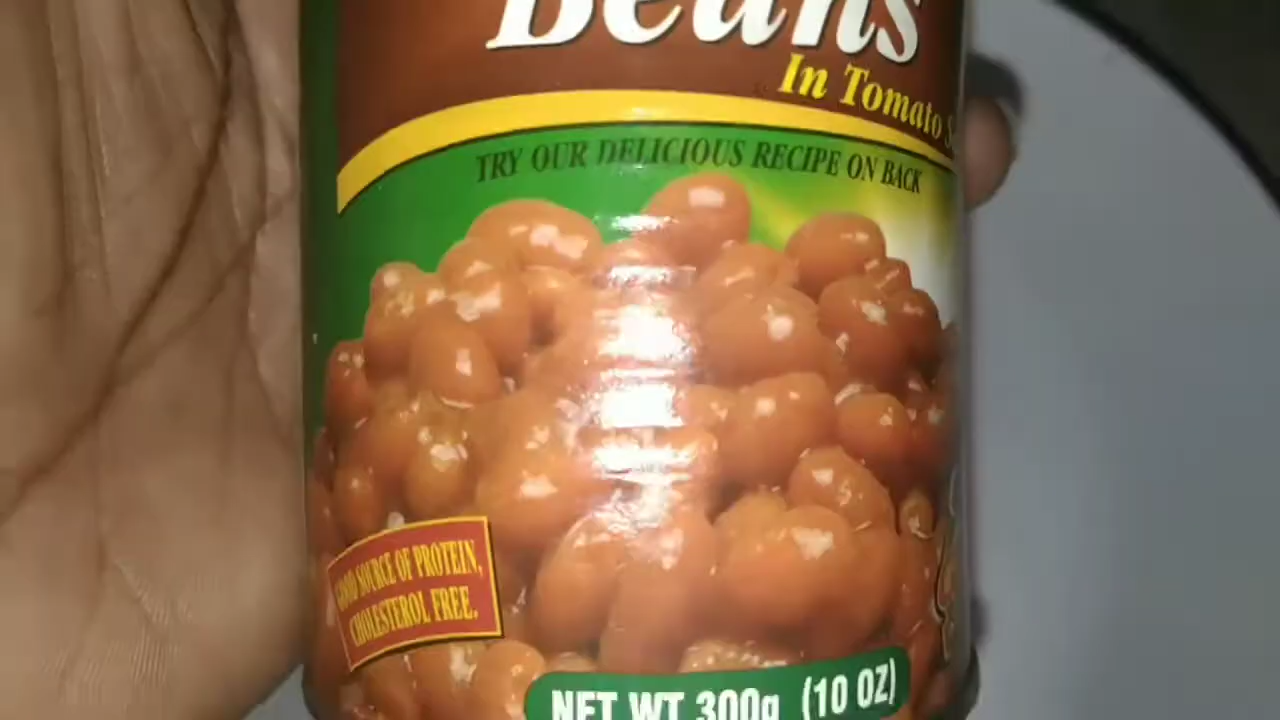 Beans
In Tomato
TRY OUR DELICIOUS RECIPE ON BACK
GOOD SOURCE OF PROTEIN,
CHOLESTEROL FREE.
NET WT 300g (10 OZ)